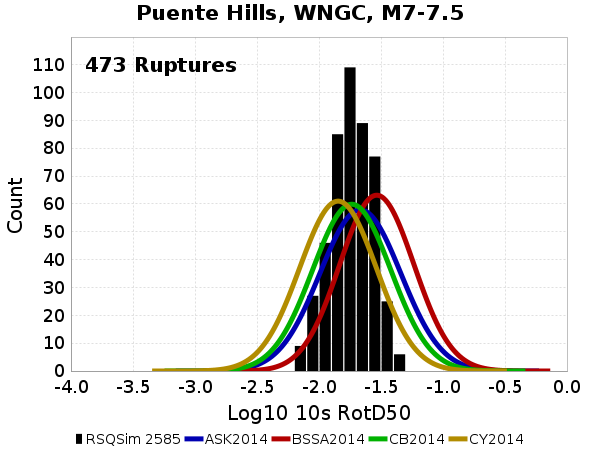 Puente Hills, WNGC, M7-7.5
473 Ruptures
Count
110
100
90
80
70
60
50
40
30
20
10
0
-4.0 -3.5 -3.0 -2.5 -2.0 -1.5 -1.0 -0.5 0.0
Log10 10s RotD50
RSQSim 2585 ASK2014 BSSA2014 CB2014 CY2014